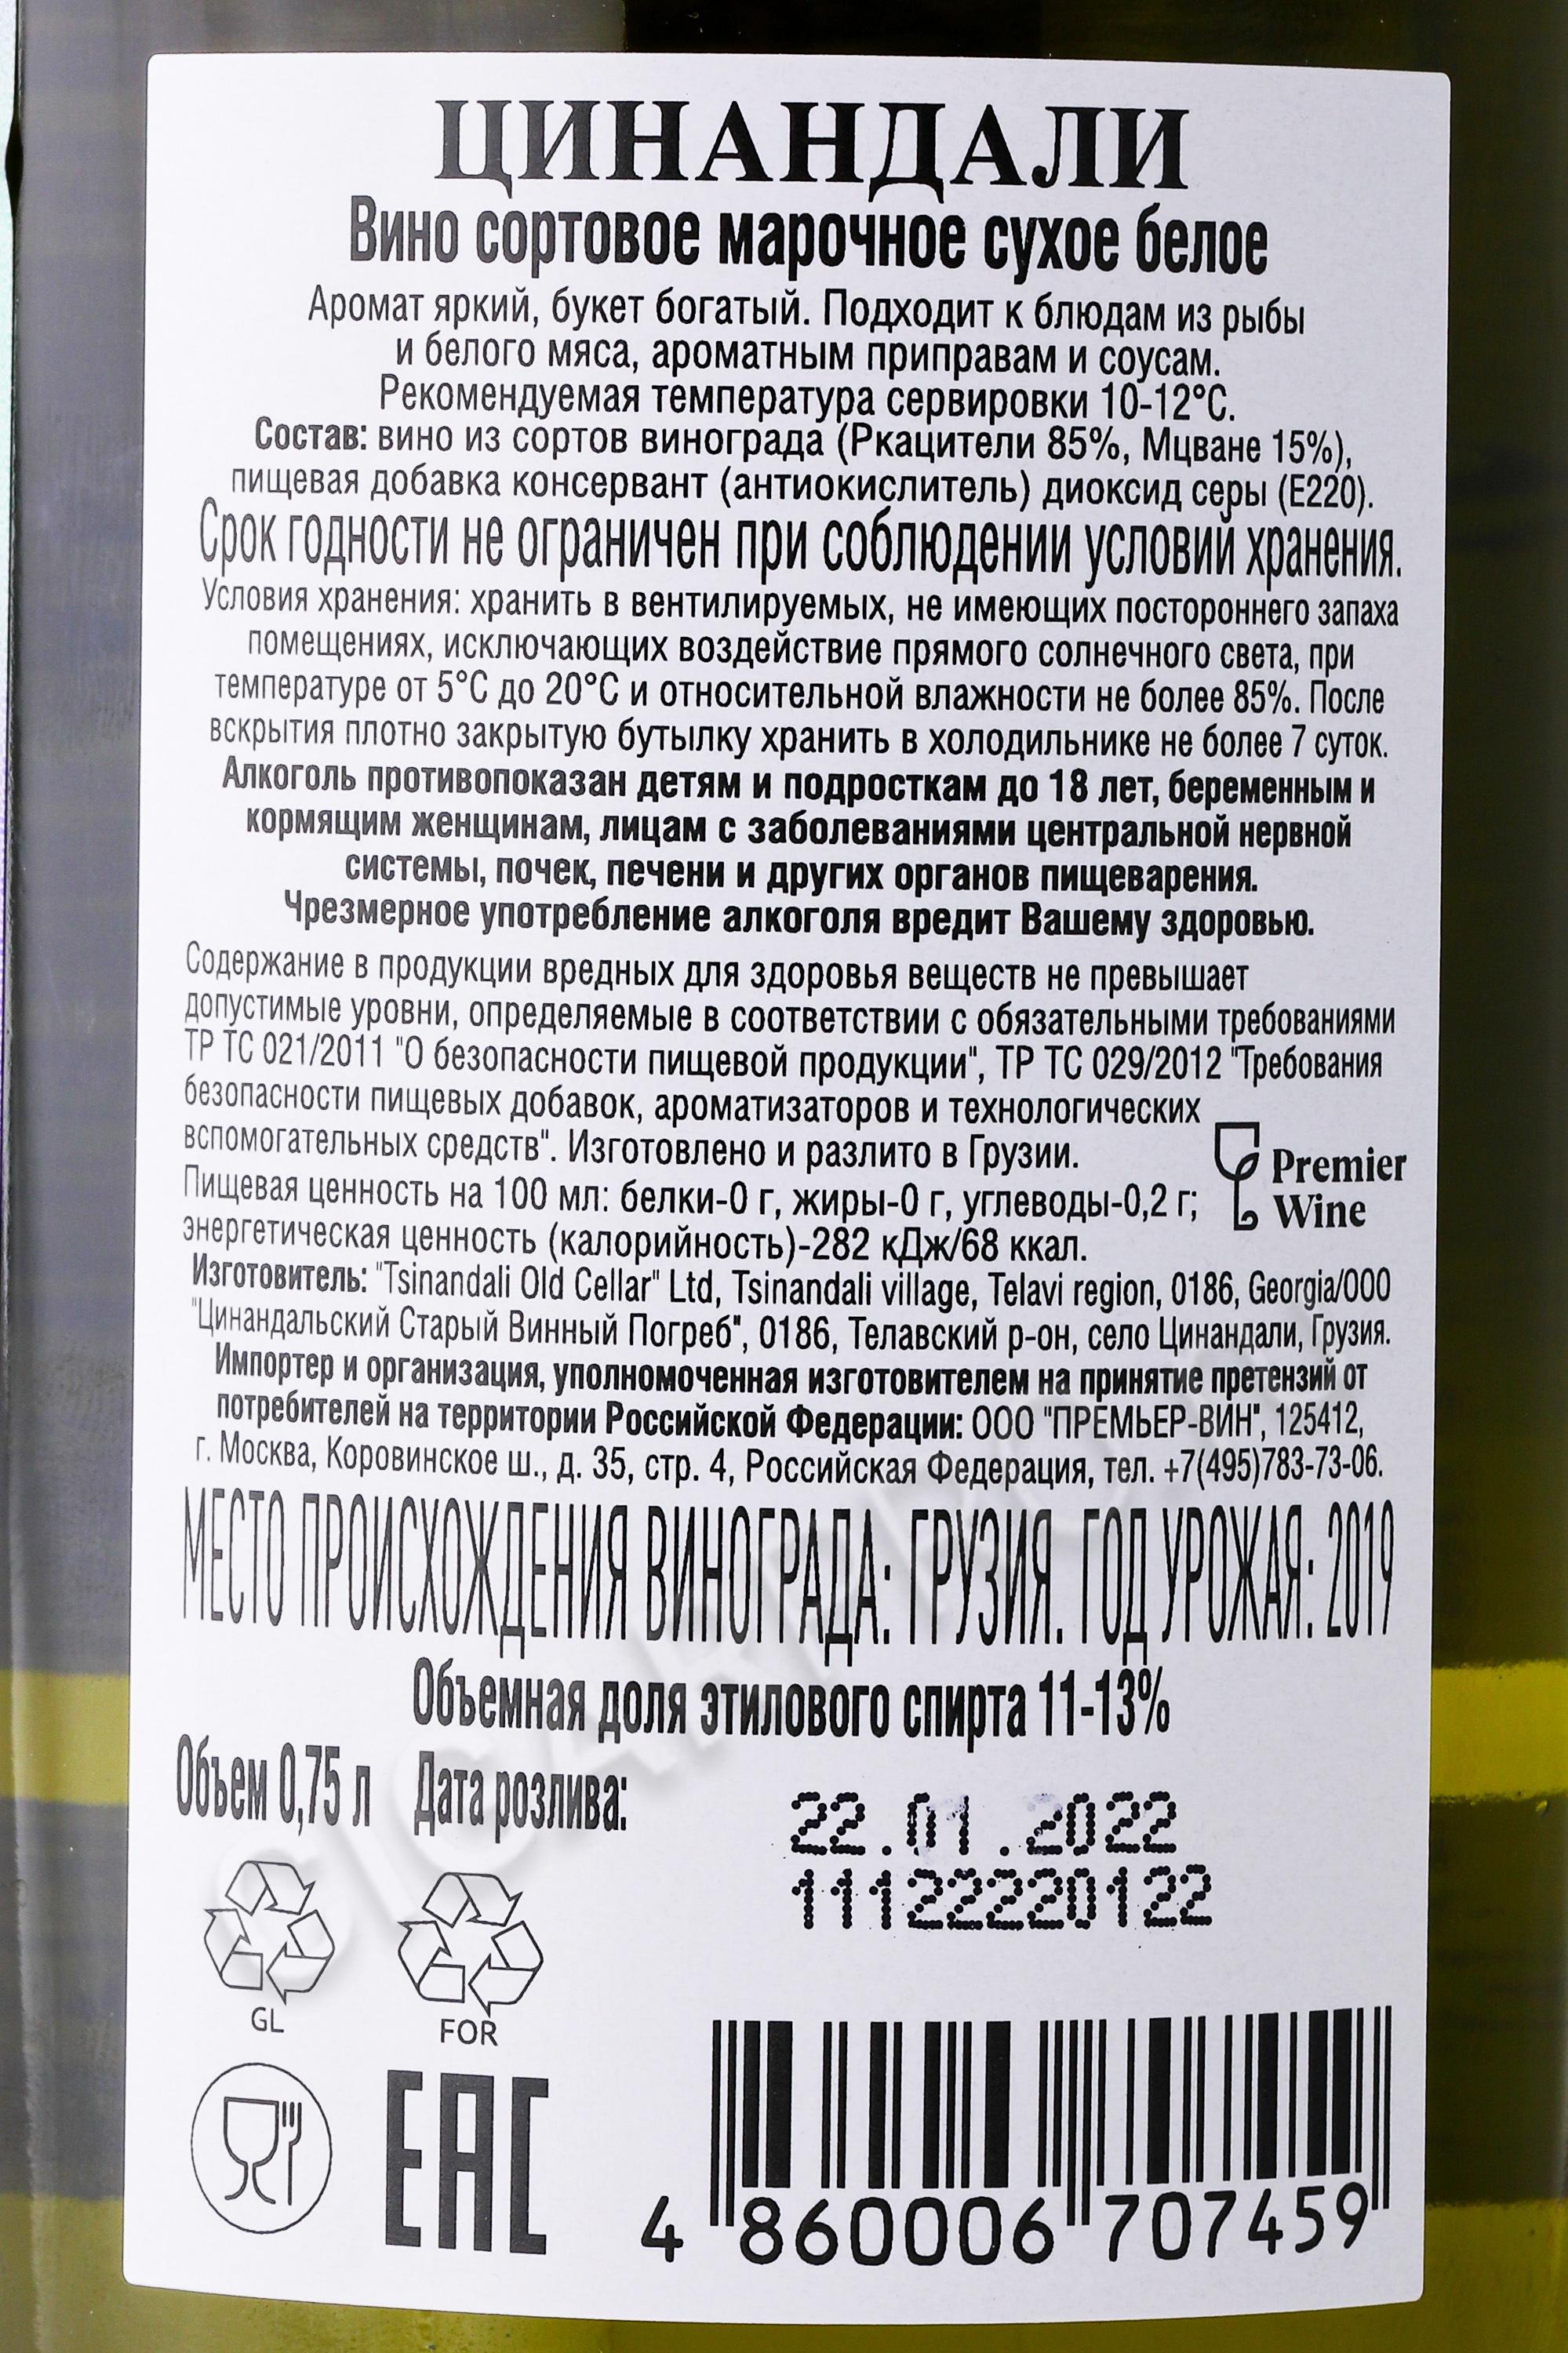 ЦИНАНДАЛИ
Вино сортовое марочное сухое белое
Аромат яркий, букет богатый. Подходит к блюдам из рыбы
и белого мяса, ароматным приправам и соусам.
Рекомендуемая температура сервировки 10-12°С.
Состав: вино из сортов винограда (Ркацители 85%, Мцване 15%),
пищевая добавка консервант (антиокислитель) диоксид серы (Е220).
Срок годности не ограничен при соблюдении условий хранения.
Условия хранения: хранить в вентилируемых, не имеющих постороннего запаха
помещениях, исключающих воздействие прямого солнечного света, при
температуре от 5°С до 20°С и относительной влажности не более 85%. После
вскрытия плотно закрытую бутылку хранить в холодильнике не более 7 суток.
Алкоголь противопоказан детям и подросткам до 18 лет, беременным и
кормящим женщинам, лицам с заболеваниями центральной нервной
системы, почек, печени и других органов пищеварения.
Чрезмерное употребление алкоголя вредит Вашему здоровью.
Содержание в продукции вредных для здоровья веществ не превышает
допустимые уровни, определяемые в соответствии с обязательными требованиями
ТР ТС 021/2011 "О безопасности пищевой продукции", ТР ТС 029/2012 "Требования
безопасности пищевых добавок, ароматизаторов и технологических
вспомогательных средств". Изготовлено и разлито в Грузии.
Пищевая ценность на 100 мл: белки-0 г, жиры-0 г, углеводы-0,2 г;
энергетическая ценность (калорийность)-282 кДж/68 ккал.
Premier
Wine
Изготовитель: "Tsinandali Old Cellar" Ltd, Tsinandali village, Telavi region, 0186, Georgia/ООО
"Цинандальский Старый Винный Погреб", 0186, Телавский р-он, село Цинандали, Грузия.
Импортер и организация, уполномоченная изготовителем на принятие претензий от
потребителей на территории Российской Федерации: ООО "ПРЕМЬЕР-ВИН", 125412,
г. Москва, Коровинское ш., д. 35, стр. 4, Российская Федерация, тел. +7(495)783-73-06.
МЕСТО ПРОИСХОЖДЕНИЯ ВИНОГРАДА: ГРУЗИЯ. ГОД УРОЖАЯ: 2019
Объемная доля этилового спирта 11-13%
Объем 0,75 л Дата розлива:
22.01.2022
11122220122
GL
FOR
EAC
4 860006 707459